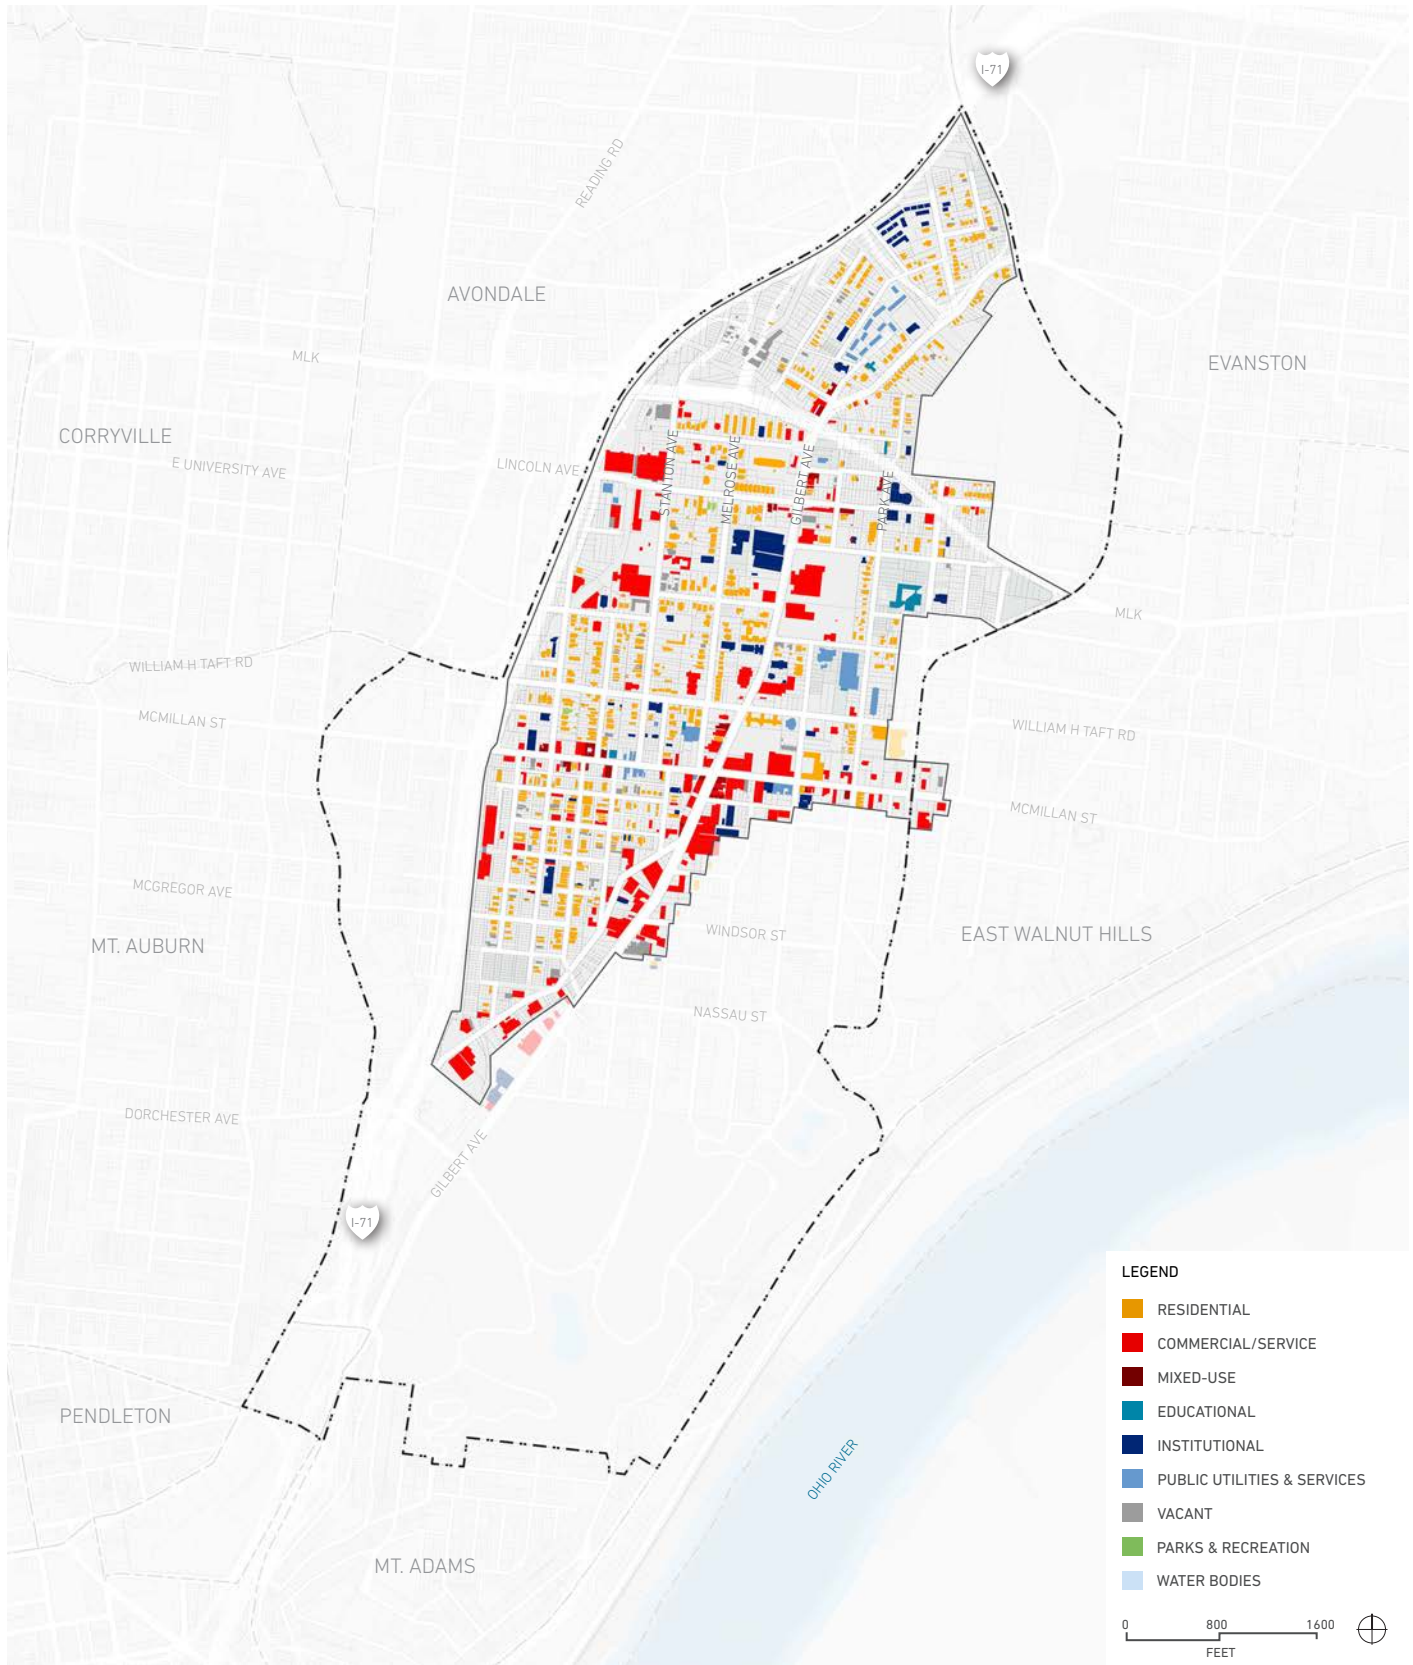 I-71
READING RD
AVONDALE
MLK
EVANSTON
CORRYVILLE
E UNIVERSITY AVE
LINCOLN AVE
STANTON AVE
MELROSE AVE
GILBERT AVE
PARK AVE
MLK
WILLIAM H TAFT RD
MCMILLAN ST
WILLIAM H TAFT RD
MCMILLAN ST
MCGREGOR AVE
MT. AUBURN
WINDSOR ST
EAST WALNUT HILLS
NASSAU ST
DORCHESTER AVE
GILBERT AVE
I-71
PENDLETON
OHIO RIVER
MT. ADAMS
LEGEND
RESIDENTIAL
COMMERCIAL/SERVICE
MIXED-USE
EDUCATIONAL
INSTITUTIONAL
PUBLIC UTILITIES & SERVICES
VACANT
PARKS & RECREATION
WATER BODIES
0 800 1600
FEET